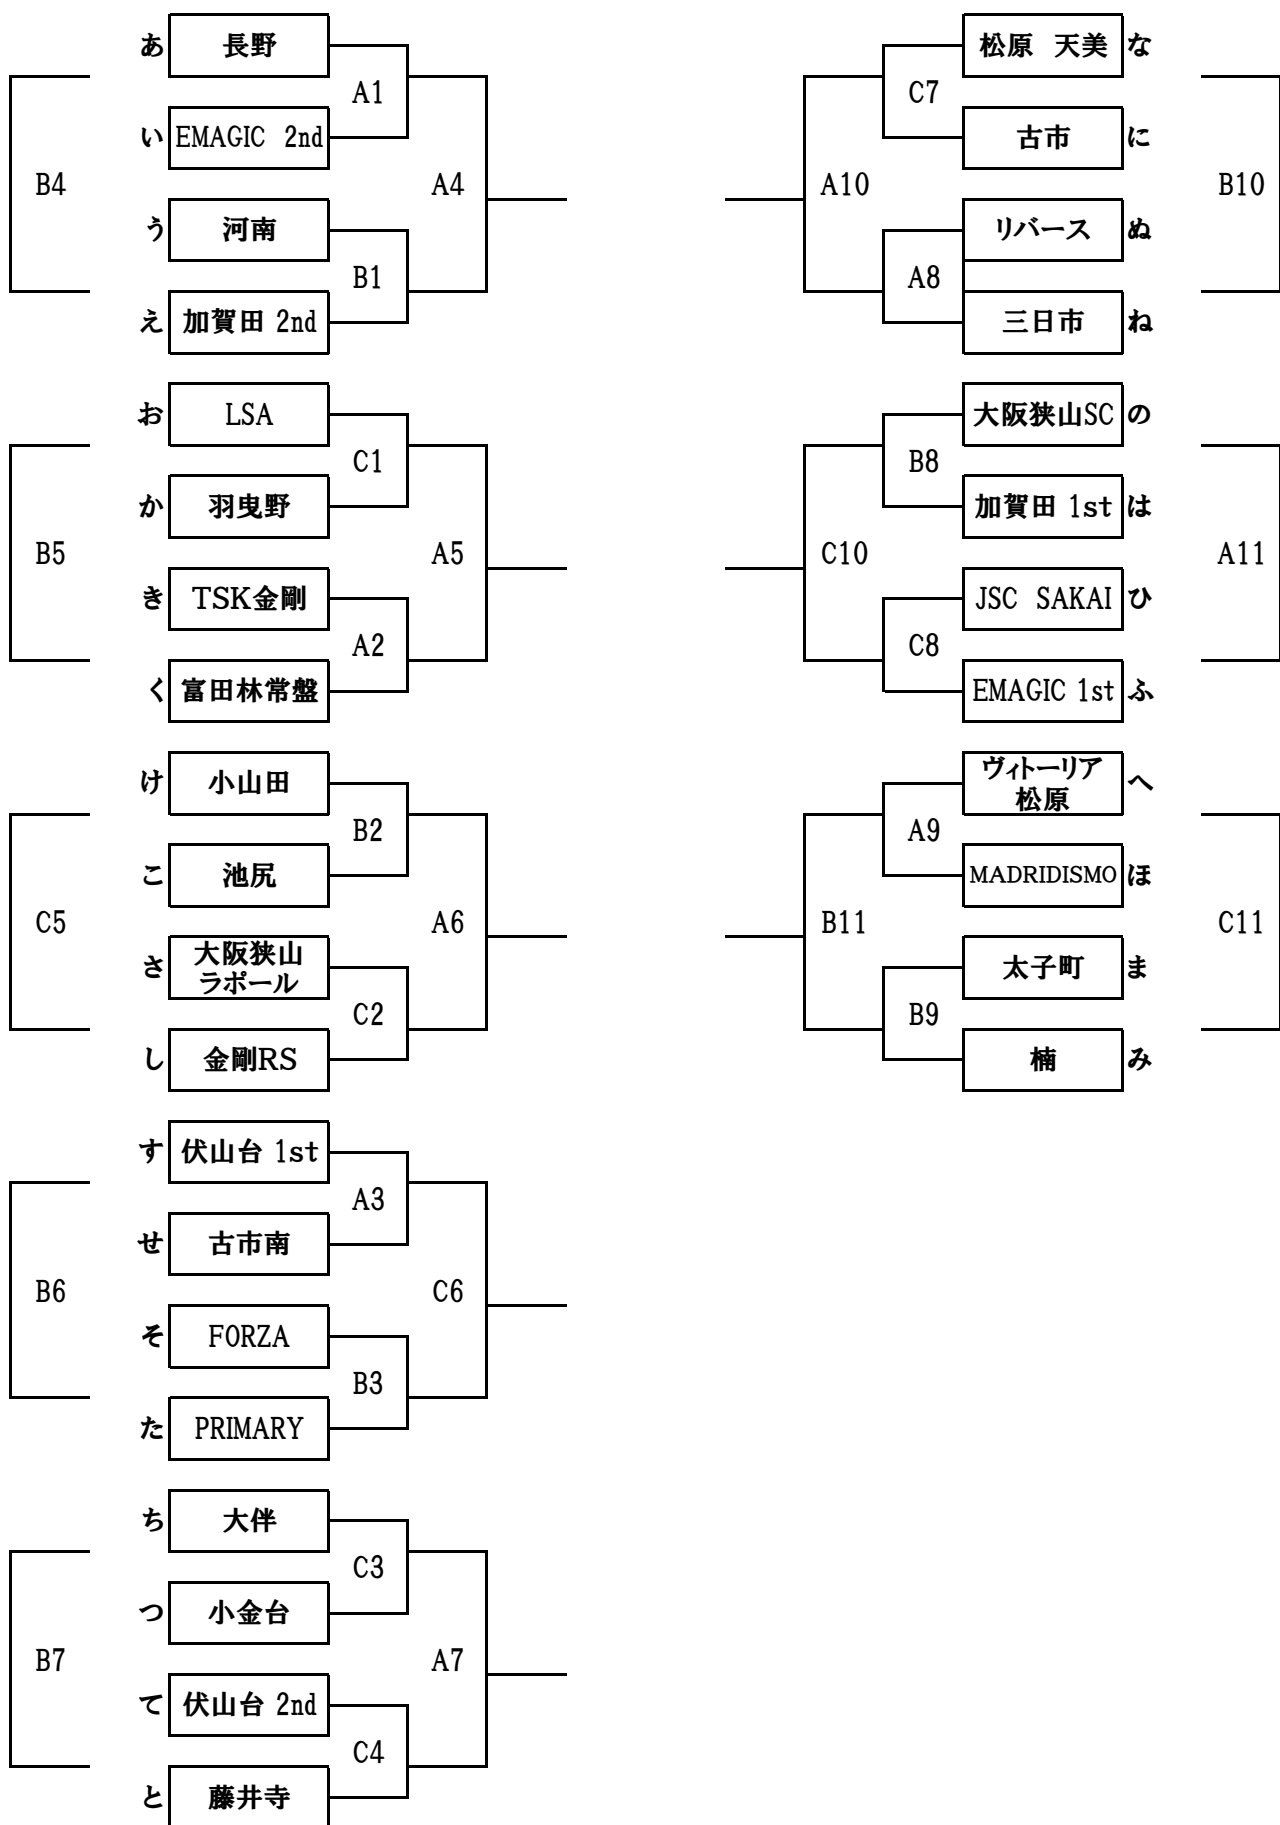 あ 長野
A1
い EMAGIC 2nd
B4
A4
う 河南
B1
え 加賀田 2nd
お LSA
C1
か 羽曳野
B5
A5
き TSK金剛
A2
く 富田林常盤
け 小山田
B2
こ 池尻
C5
A6
さ 大阪狭山
ラポール
C2
し 金剛RS
す 伏山台 1st
A3
せ 古市南
B6
C6
そ FORZA
B3
た PRIMARY
ち 大伴
C3
つ 小金台
B7
A7
て 伏山台 2nd
C4
と 藤井寺
松原 天美 な
C7
古市 に
A10
B10
リバース ぬ
A8
三日市 ね
大阪狭山SC の
B8
加賀田 1st は
C10
A11
JSC SAKAI ひ
C8
EMAGIC 1st ふ
ヴィトーリア
松原 へ
A9
MADRIDISMO ほ
B11
C11
太子町 ま
B9
楠 み